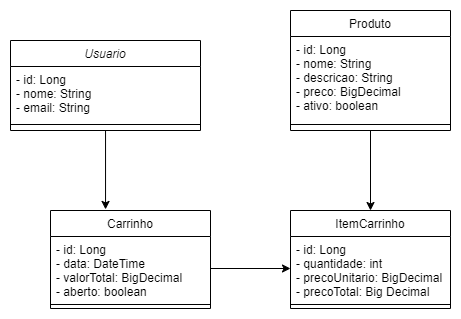 Usuario
- id: Long
- nome: String
- email: String
Produto
- id: Long
- nome: String
- descricao: String
- preco: BigDecimal
- ativo: boolean
Carrinho
- id: Long
- data: DateTime
- valorTotal: BigDecimal
- aberto: boolean
ItemCarrinho
- id: Long
- quantidade: int
- precoUnitario: BigDecimal
- precoTotal: Big Decimal